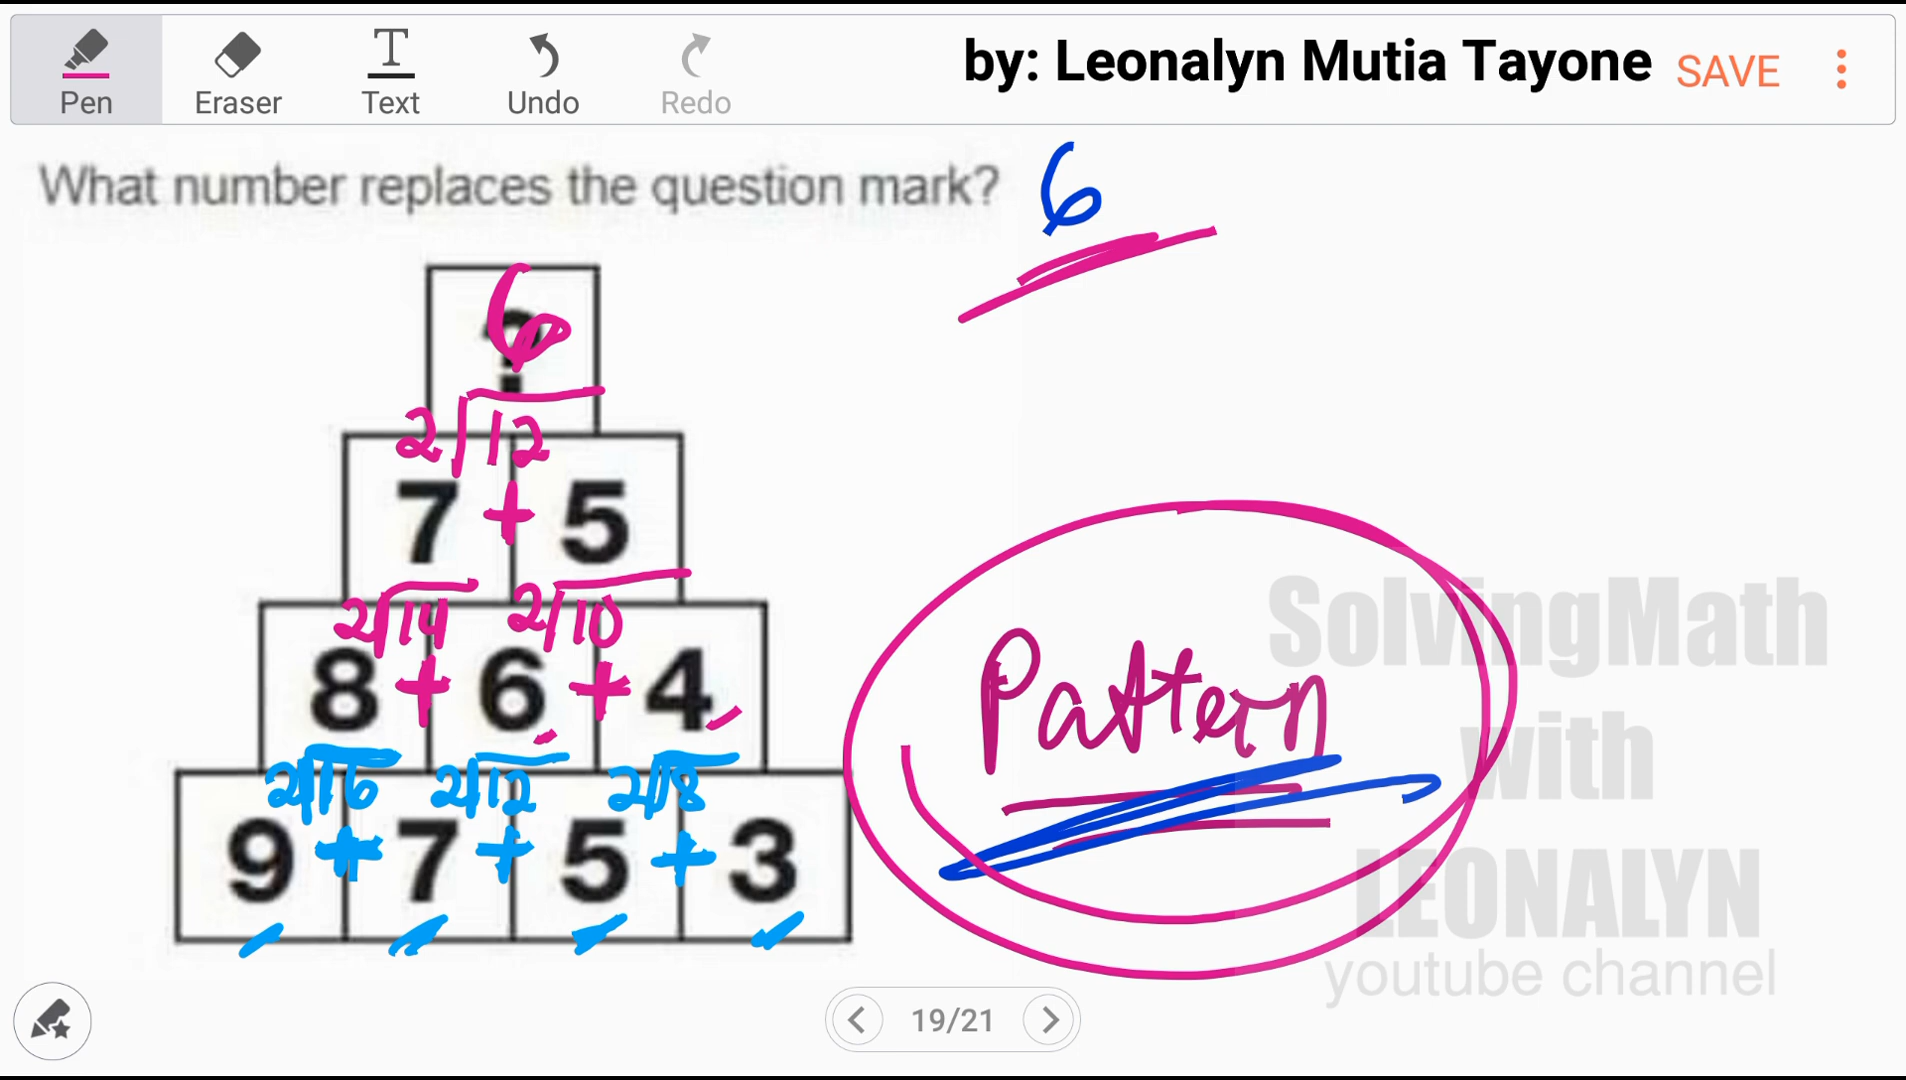 by: Leonalyn Mutia Tayone
SAVE
Pen
Eraser
Text
Undo
Redo
What number replaces the question mark? 6
6
?
2 12
7 + 5
2 14 2 10
8 + 6 + 4
2 16 2 12 2 8
9 + 7 + 5 + 3
Pattern
SolvingMath
with
LEONALYN
youtube channel
19/21